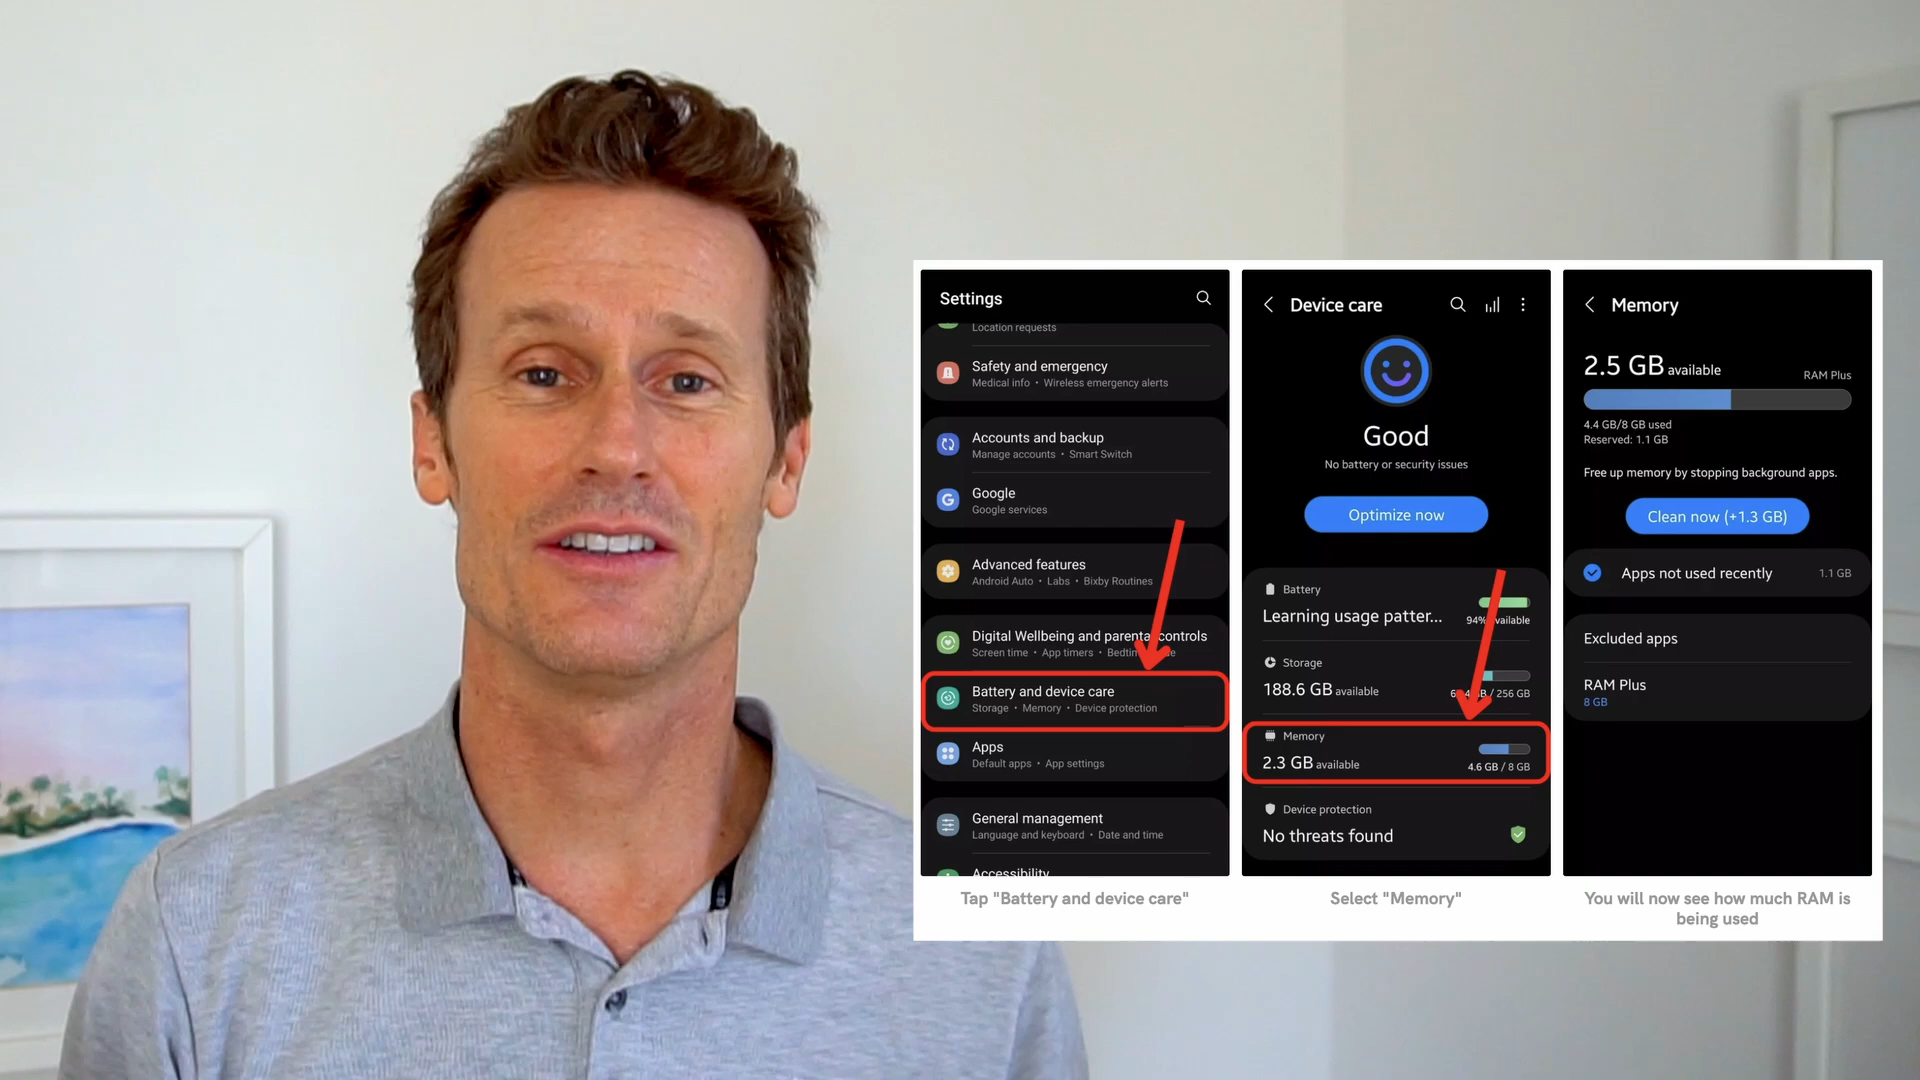 Settings
Location requests
Safety and emergency
Medical info • Wireless emergency alerts
Accounts and backup
Manage accounts • Smart Switch
Google
Google services
Advanced features
Android Auto • Labs • Bixby Routines
Digital Wellbeing and parental controls
Screen time • App timers •
Battery and device care
Storage • Memory • Device protection
Apps
Default apps • App settings
General management
Language and keyboard • Date and time
Accessibility
Tap "Battery and device care"
Device care
Good
No battery or security issues
Optimize now
Battery
Learning usage patter...
94% available
Storage
188.6 GB available
/ 256 GB
Memory
2.3 GB available
4.6 GB / 8 GB
Device protection
No threats found
Select "Memory"
Memory
2.5 GB available
RAM Plus
4.4 GB/8 GB used
Reserved: 1.1 GB
Free up memory by stopping background apps.
Clean now (+1.3 GB)
Apps not used recently
1.1 GB
Excluded apps
RAM Plus
8 GB
You will now see how much RAM is
being used